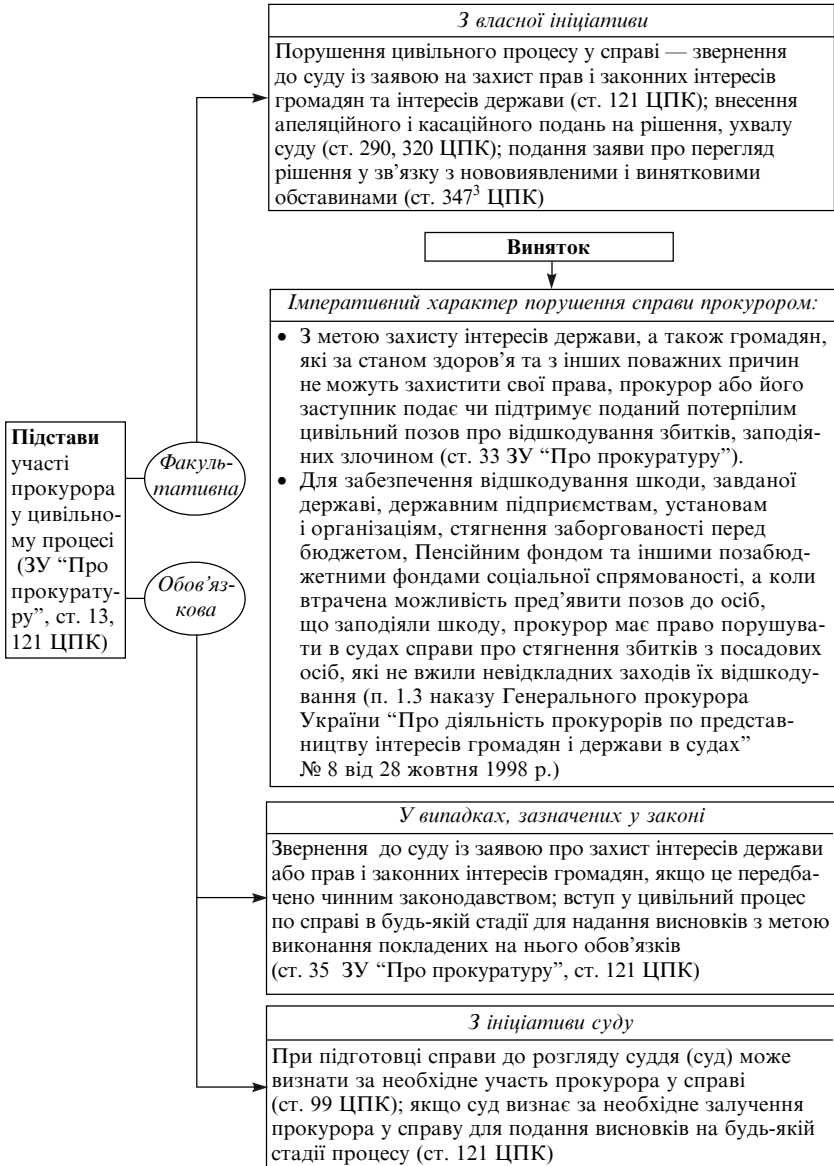 З власної ініціативи
Порушення цивільного процесу у справі — звернення
до суду із заявою на захист прав і законних інтересів
громадян та інтересів держави (ст. 121 ЦПК); внесення
апеляційного і касаційного подань на рішення, ухвалу
суду (ст. 290, 320 ЦПК); подання заяви про перегляд
рішення у зв’язку з нововиявленими і винятковими
обставинами (ст. 347³ ЦПК)
Виняток
Імперативний характер порушення справи прокурором:
• З метою захисту інтересів держави, а також громадян,
які за станом здоров’я та з інших поважних причин
не можуть захистити свої права, прокурор або його
заступник подає чи підтримує поданий потерпілим
цивільний позов про відшкодування збитків, заподія-
них злочином (ст. 33 ЗУ “Про прокуратуру”).
• Для забезпечення відшкодування шкоди, завданої
державі, державним підприємствам, установам
і організаціям, стягнення заборгованості перед
бюджетом, Пенсійним фондом та іншими позабюд-
жетними фондами соціальної спрямованості, а коли
втрачена можливість пред’явити позов до осіб,
що заподіяли шкоду, прокурор має право порушува-
ти в судах справи про стягнення збитків з посадових
осіб, які не вжили невідкладних заходів їх відшкоду-
вання (п. 1.3 наказу Генерального прокурора
України “Про діяльність прокурорів по представ-
ництву інтересів громадян і держави в судах”
№ 8 від 28 жовтня 1998 р.)
Підстави
участі
прокурора
у цивільно-
му процесі
(ЗУ “Про
прокурату-
ру”, ст. 13,
121 ЦПК)
Факуль-
тативна
Обов’яз-
кова
У випадках, зазначених у законі
Звернення до суду із заявою про захист інтересів держави
або прав і законних інтересів громадян, якщо це передба-
чено чинним законодавством; вступ у цивільний процес
по справі в будь-якій стадії для надання висновків з метою
виконання покладених на нього обов’язків
(ст. 35 ЗУ “Про прокуратуру”, ст. 121 ЦПК)
З ініціативи суду
При підготовці справи до розгляду суддя (суд) може
визнати за необхідне участь прокурора у справі
(ст. 99 ЦПК); якщо суд визнає за необхідне залучення
прокурора у справу для подання висновків на будь-якій
стадії процесу (ст. 121 ЦПК)